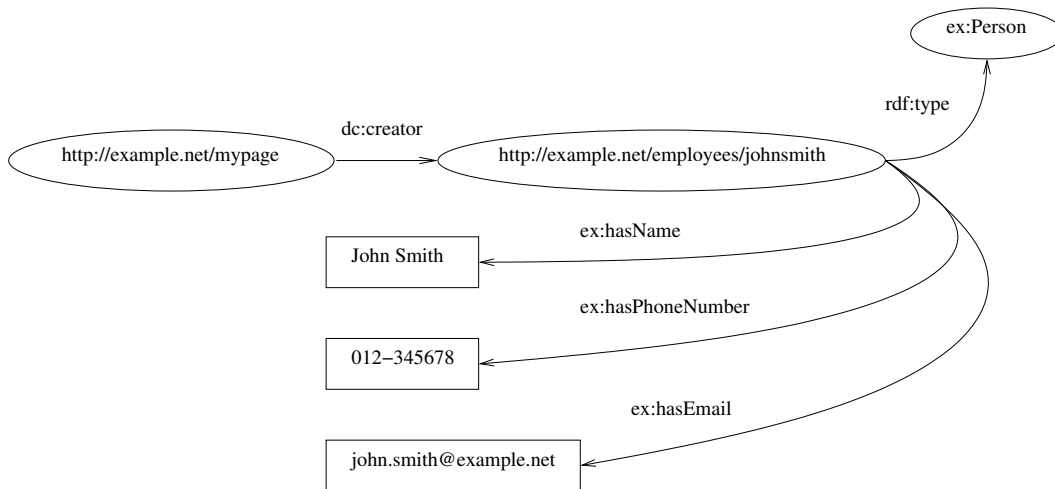 ex:Person
rdf:type
dc:creator
http://example.net/mypage
http://example.net/employees/johnsmith
ex:hasName
John Smith
ex:hasPhoneNumber
012−345678
ex:hasEmail
john.smith@example.net